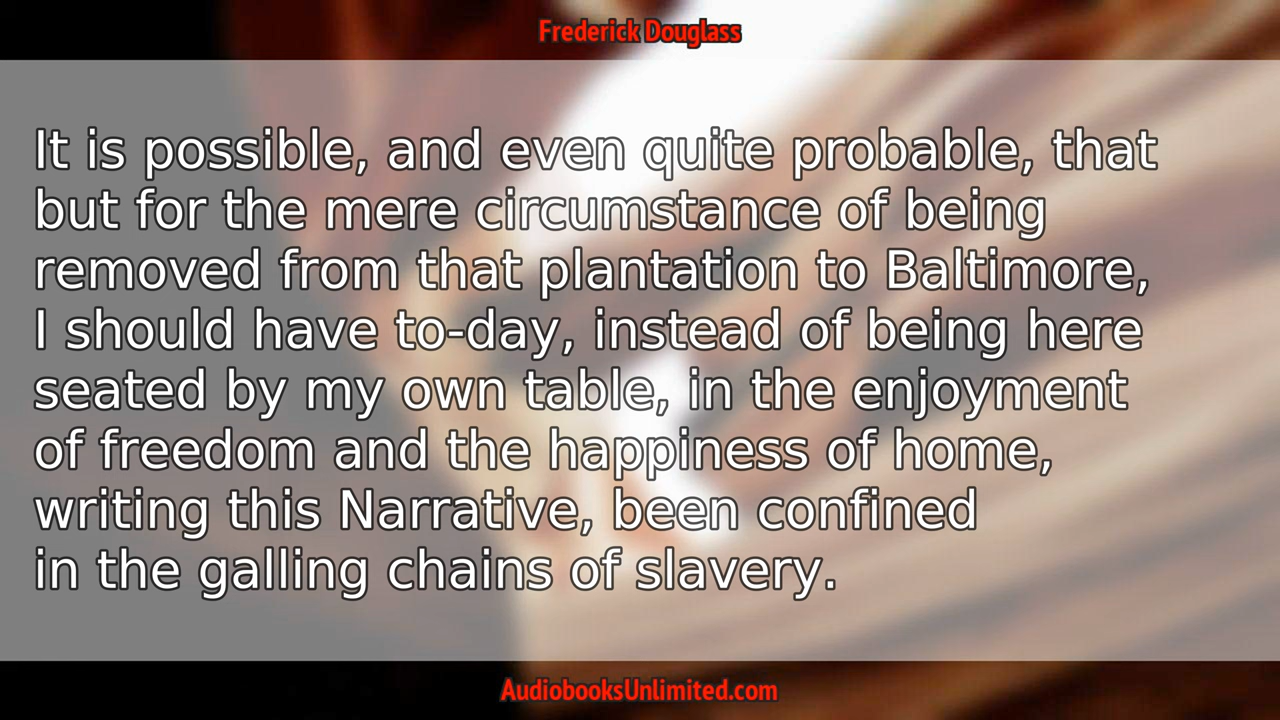 Frederick Douglass
It is possible, and even quite probable, that
but for the mere circumstance of being
removed from that plantation to Baltimore,
I should have to-day, instead of being here
seated by my own table, in the enjoyment
of freedom and the happiness of home,
writing this Narrative, been confined
in the galling chains of slavery.
AudiobooksUnlimited.com